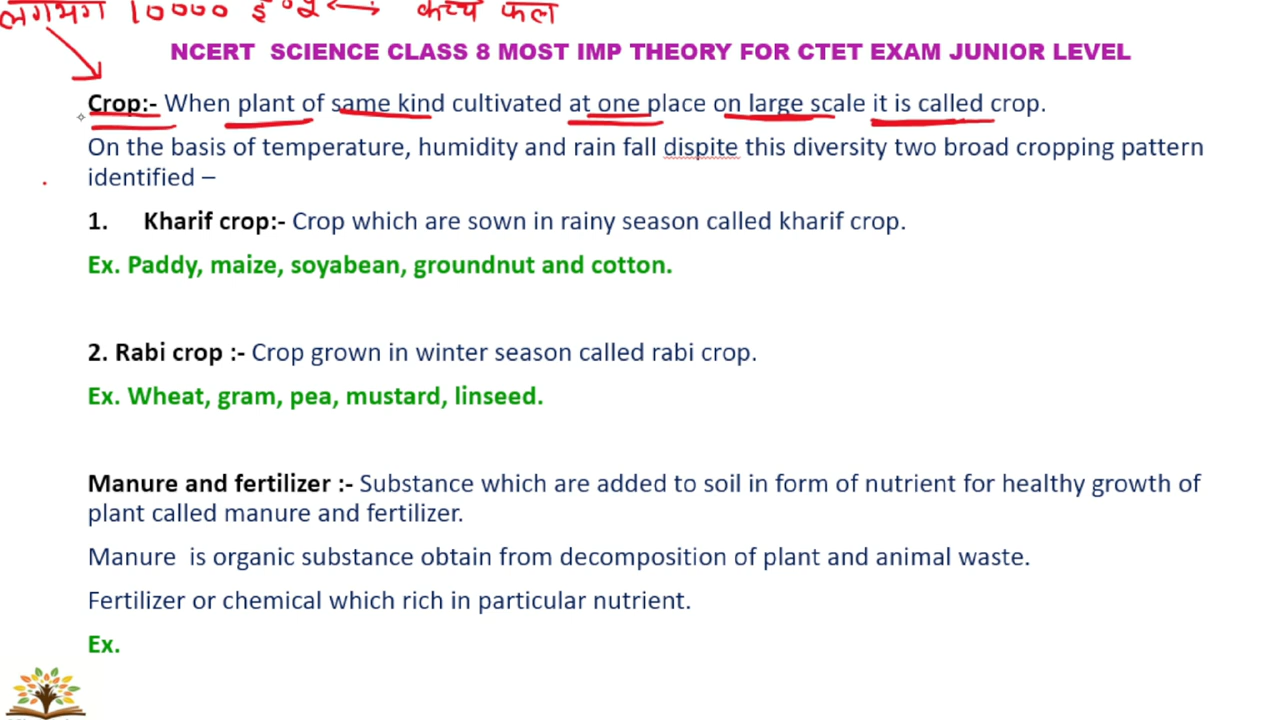 लगभग 10000 ई॰पू ⟷ कच्चे फल
NCERT SCIENCE CLASS 8 MOST IMP THEORY FOR CTET EXAM JUNIOR LEVEL
Crop:- When plant of same kind cultivated at one place on large scale it is called crop.
On the basis of temperature, humidity and rain fall dispite this diversity two broad cropping pattern
identified –
1. Kharif crop:- Crop which are sown in rainy season called kharif crop.
Ex. Paddy, maize, soyabean, groundnut and cotton.
2. Rabi crop :- Crop grown in winter season called rabi crop.
Ex. Wheat, gram, pea, mustard, linseed.
Manure and fertilizer :- Substance which are added to soil in form of nutrient for healthy growth of
plant called manure and fertilizer.
Manure is organic substance obtain from decomposition of plant and animal waste.
Fertilizer or chemical which rich in particular nutrient.
Ex.